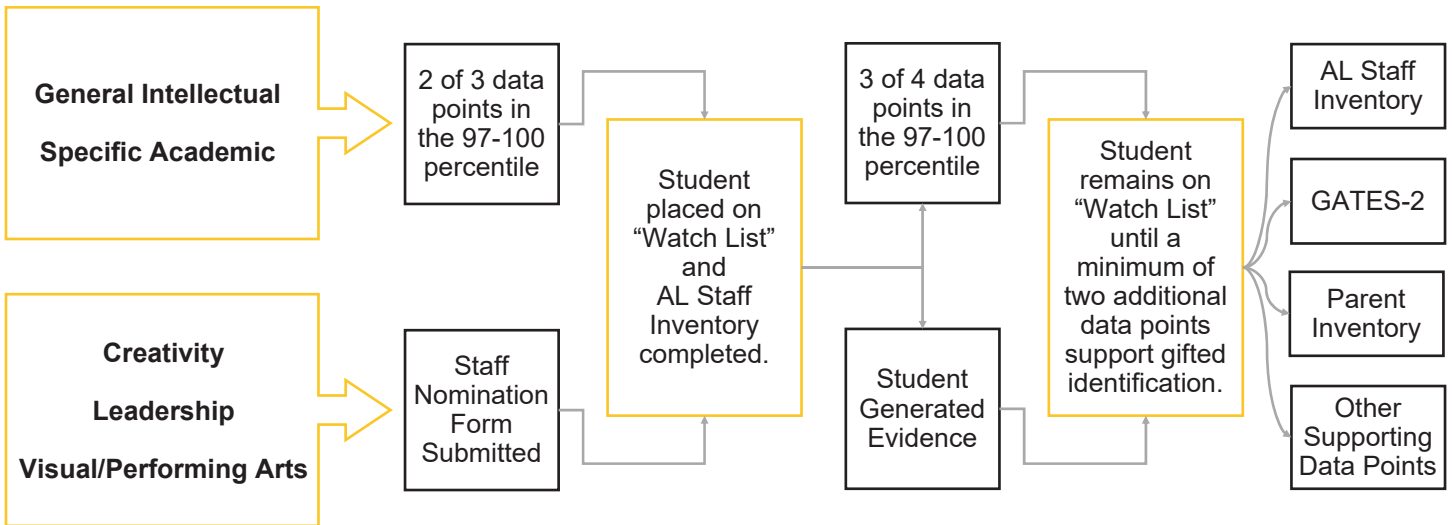 General Intellectual
Specific Academic
2 of 3 data
points in
the 97-100
percentile
Creativity
Leadership
Visual/Performing Arts
Staff
Nomination
Form
Submitted
Student
placed on
“Watch List”
and
AL Staff
Inventory
completed.
3 of 4 data
points in
the 97-100
percentile
Student
Generated
Evidence
Student
remains on
“Watch List”
until a
minimum of
two additional
data points
support gifted
identification.
AL Staff
Inventory
GATES-2
Parent
Inventory
Other
Supporting
Data Points